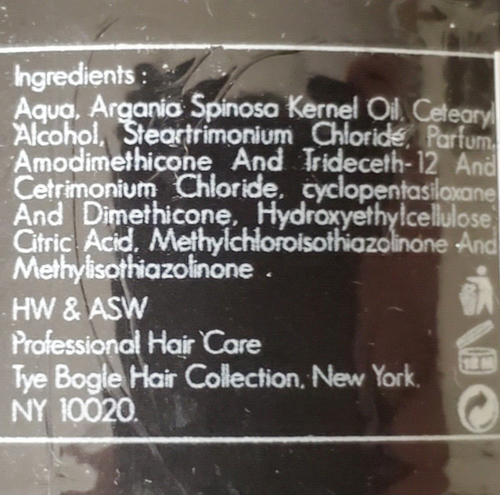 Ingredients :
Aqua, Argania Spinosa Kernel Oil, Cetearyl
Alcohol, Steartrimonium Chloride, Parfum,
Amodimethicone And Trideceth-12 And
Cetrimonium Chloride, cyclopentasiloxane
And Dimethicone, Hydroxyethylcellulose,
Citric Acid, Methylchloroisothiazolinone And
Methylisothiazolinone .
HW & ASW
Professional Hair Care
Tye Bogle Hair Collection, New York,
NY 10020.